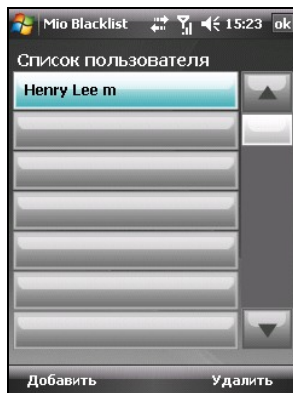 Mio Blacklist 15:23 ok
Список пользователя
Henry Lee m
Добавить Удалить